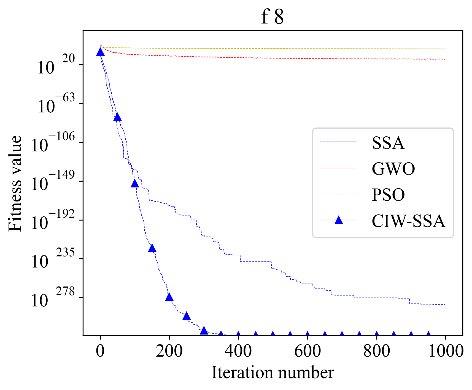 f 8
Fitness value
10^-20
10^-63
10^-106
10^-149
10^-192
10^-235
10^-278
SSA
GWO
PSO
CIW-SSA
0 200 400 600 800 1000
Iteration number